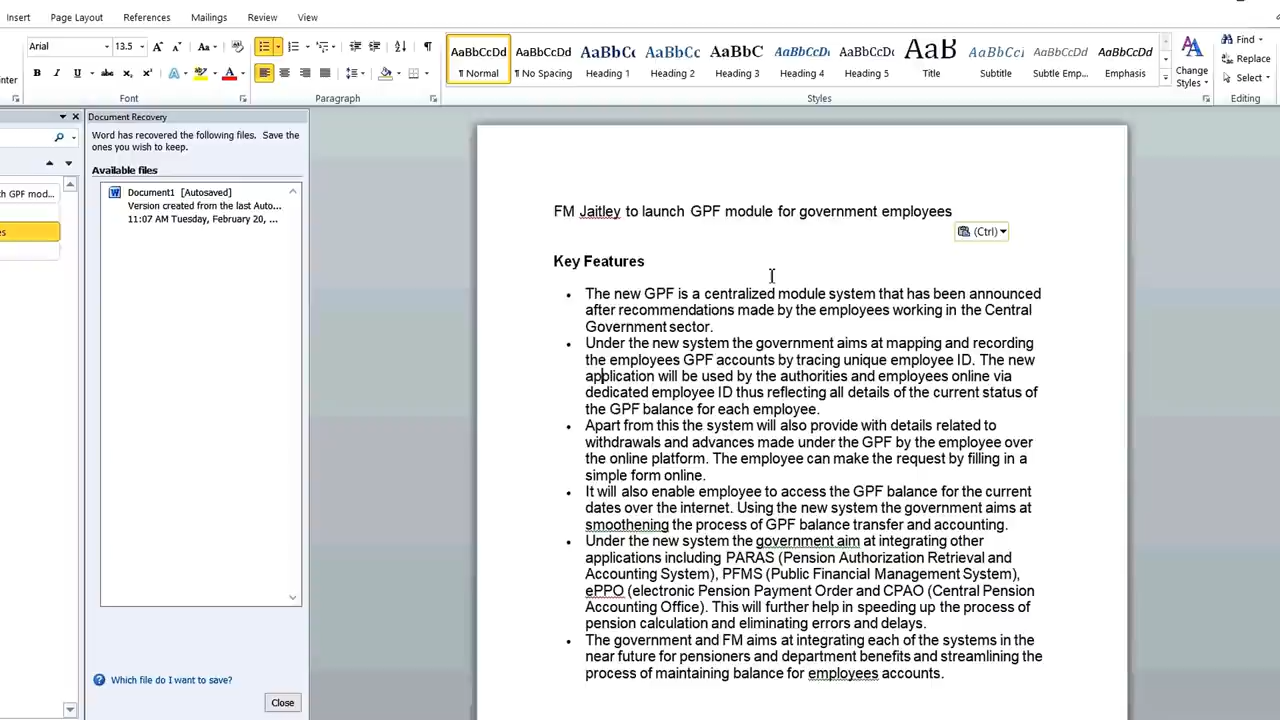 Insert Page Layout References Mailings Review View
Arial 13.5 Aa
AaBbCcDd AaBbCcDd AaBbCc AaBbCcDd AaBbC AaBbCcDd AaBbCcDd AaB AaBbCci AaBbCcDd AaBbCcDd
¶ Normal ¶ No Spacing Heading 1 Heading 2 Heading 3 Heading 4 Heading 5 Title Subtitle Subtle Emp... Emphasis
Change
Styles
Find
Replace
Select
B I U abc x₂ x² A A
Font Paragraph Styles Editing
Document Recovery
Word has recovered the following files. Save the
ones you wish to keep.
Available files
Document1 [Autosaved]
Version created from the last Auto...
11:07 AM Tuesday, February 20, ...
ch GPF mod...
Which file do I want to save?
Close
FM Jaitley to launch GPF module for government employees
(Ctrl)
Key Features
• The new GPF is a centralized module system that has been announced
after recommendations made by the employees working in the Central
Government sector.
• Under the new system the government aims at mapping and recording
the employees GPF accounts by tracing unique employee ID. The new
application will be used by the authorities and employees online via
dedicated employee ID thus reflecting all details of the current status of
the GPF balance for each employee.
• Apart from this the system will also provide with details related to
withdrawals and advances made under the GPF by the employee over
the online platform. The employee can make the request by filling in a
simple form online.
• It will also enable employee to access the GPF balance for the current
dates over the internet. Using the new system the government aims at
smoothening the process of GPF balance transfer and accounting.
• Under the new system the government aim at integrating other
applications including PARAS (Pension Authorization Retrieval and
Accounting System), PFMS (Public Financial Management System),
ePPO (electronic Pension Payment Order and CPAO (Central Pension
Accounting Office). This will further help in speeding up the process of
pension calculation and eliminating errors and delays.
• The government and FM aims at integrating each of the systems in the
near future for pensioners and department benefits and streamlining the
process of maintaining balance for employees accounts.